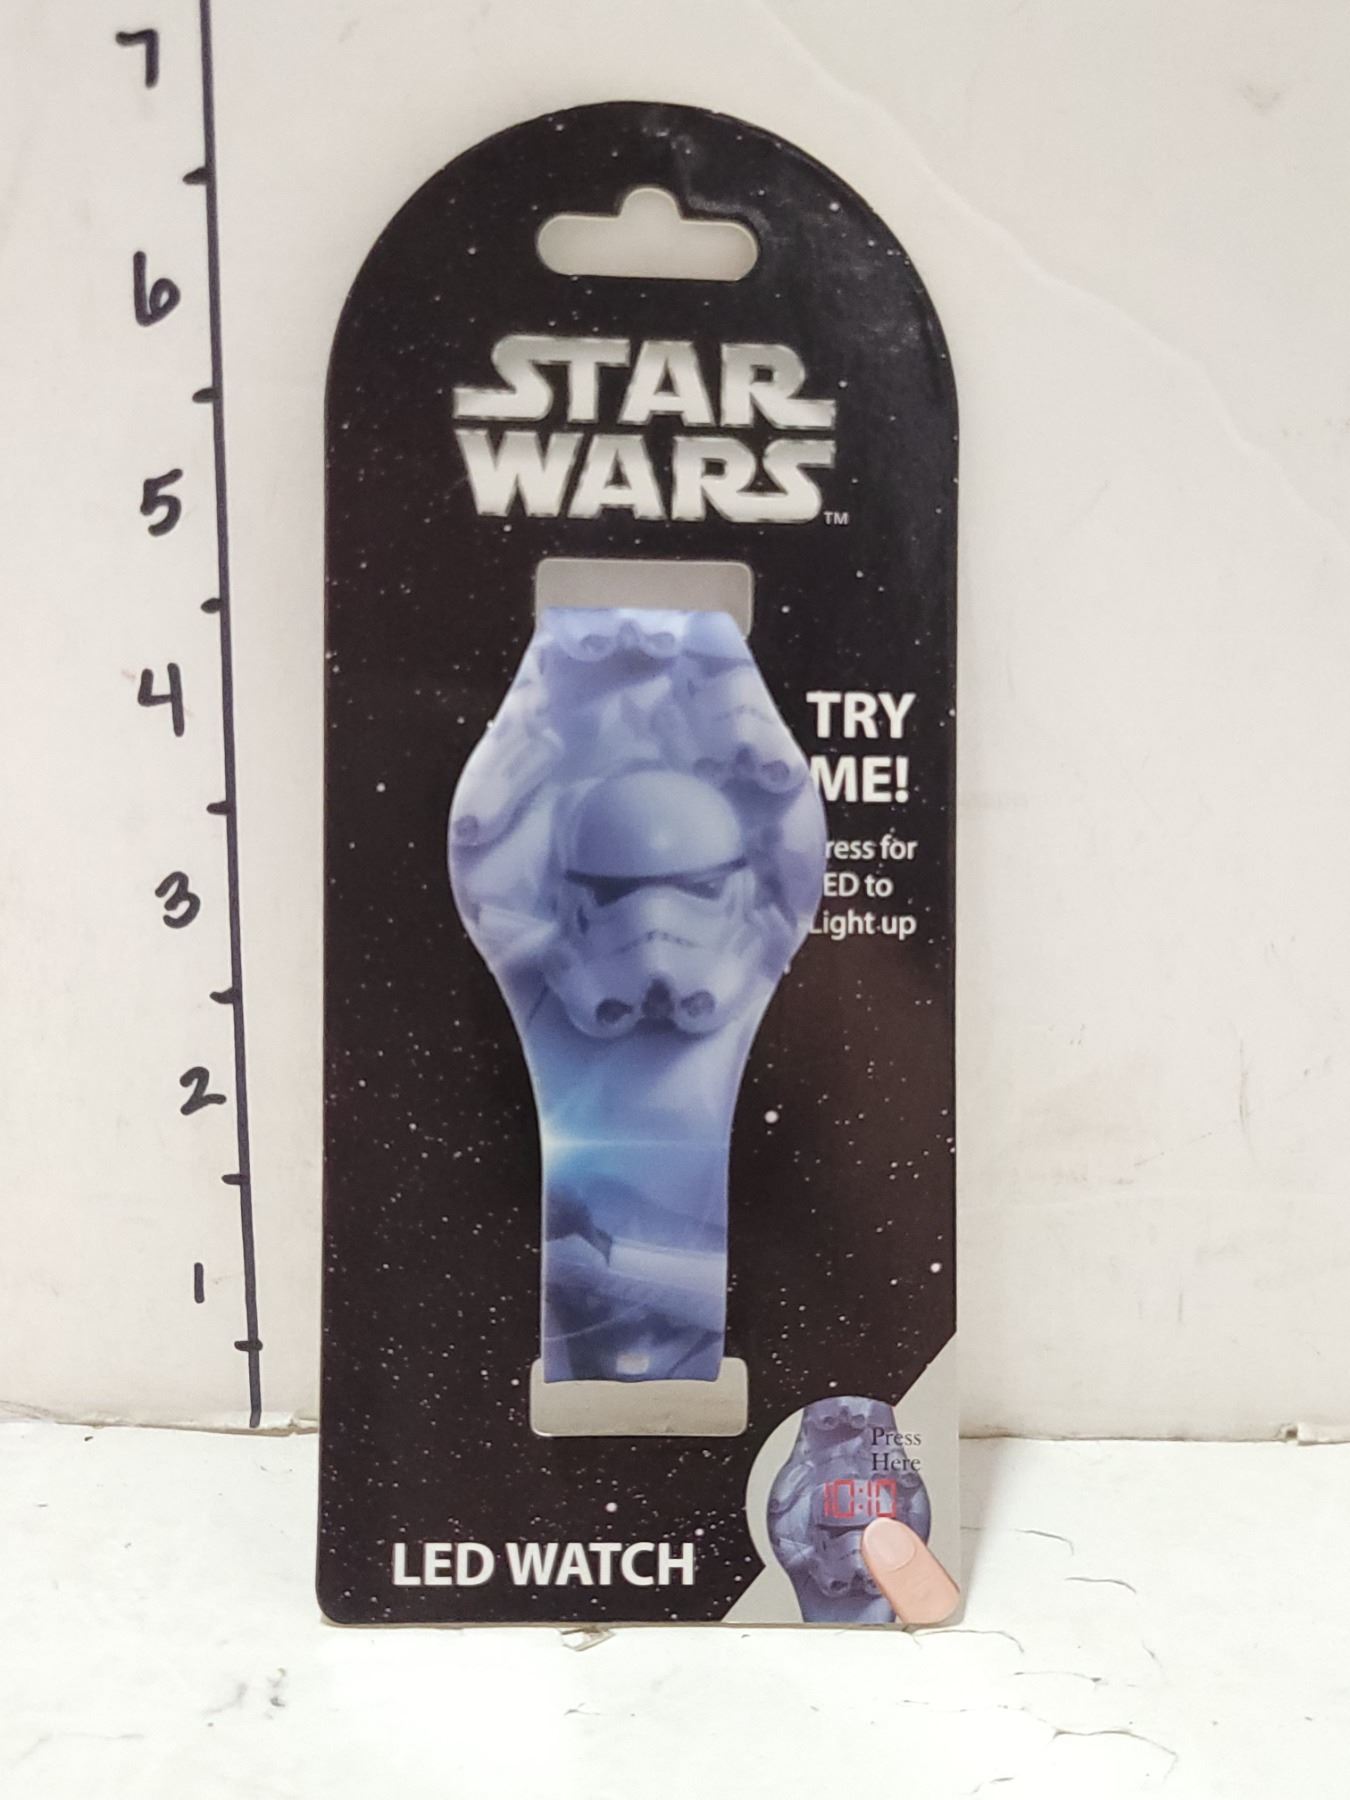 7
6
5
4
3
2
1
STAR
WARS
TM
TRY
ME!
ress for
ED to
Light up
Press
Here
10:10
LED WATCH